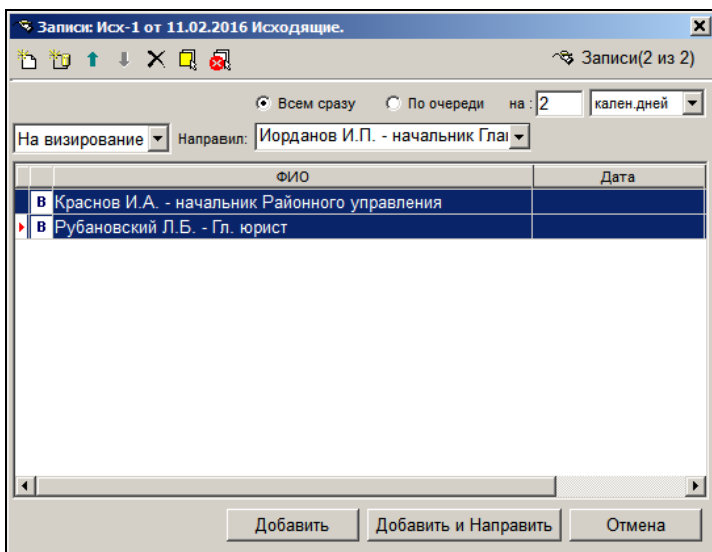 Записи: Исх-1 от 11.02.2016 Исходящие.
Записи(2 из 2)
Всем сразу По очереди на : 2 кален.дней
На визирование Направил: Иорданов И.П. - начальник Глаı
ФИО Дата
В Краснов И.А. - начальник Районного управления
В Рубановский Л.Б. - Гл. юрист
Добавить Добавить и Направить Отмена